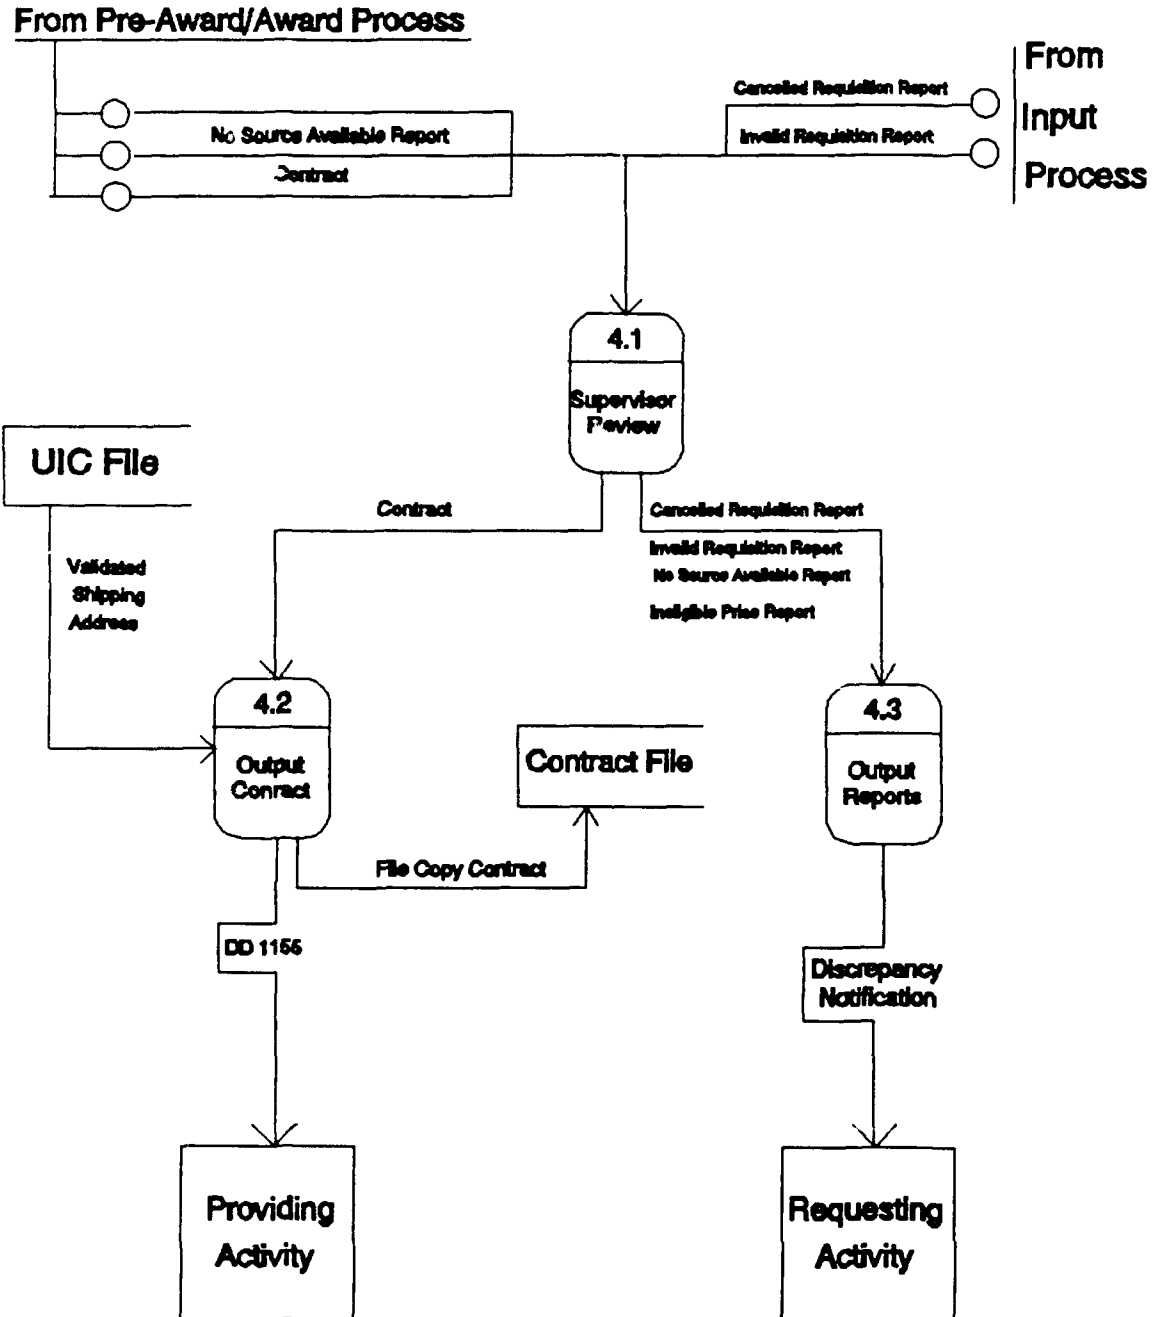 From Pre-Award/Award Process
From
Input
Process
Cancelled Requisition Report
No Source Available Report
Invalid Requisition Report
Contract
4.1
Supervisor
Review
UIC File
Contract
Cancelled Requisition Report
Invalid Requisition Report
No Source Available Report
Ineligible Price Report
Validated
Shipping
Address
4.2
Output
Conract
Contract File
4.3
Output
Reports
File Copy Contract
DD 1155
Discrepancy
Notification
Providing
Activity
Requesting
Activity